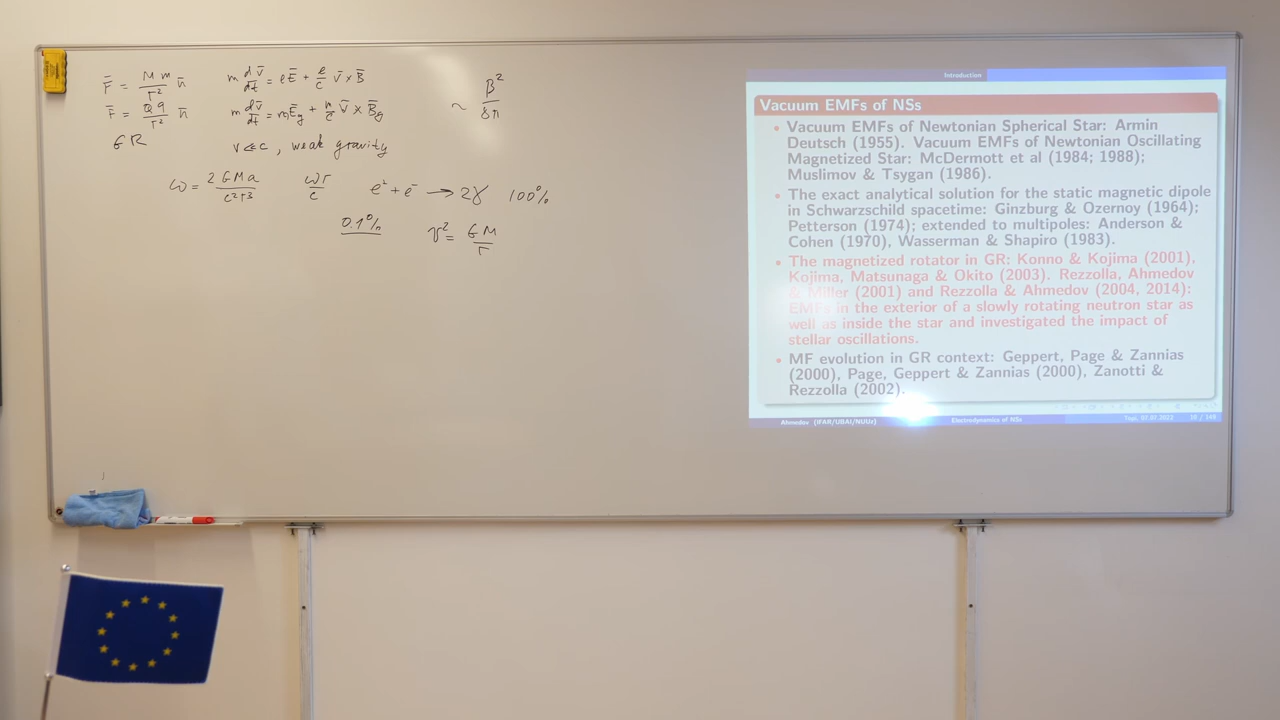 F̄ = Mm/r² n̄
F̄ = Qq/r² n̄
GR
m dv̄/dt = eĒ + e/c v̄ × B̄
m dv̄/dt = mĒg + m/c v̄ × B̄g
v ≪ c, weak gravity
~ B²/8π
ω = 2GMa/c²r³
ωr/c
e⁺ + e⁻ → 2γ 100%
0.1%
v² = GM/r
Introduction
Vacuum EMFs of NSs
Vacuum EMFs of Newtonian Spherical Star: Armin
Deutsch (1955). Vacuum EMFs of Newtonian Oscillating
Magnetized Star: McDermott et al (1984; 1988);
Muslimov & Tsygan (1986).
The exact analytical solution for the static magnetic dipole
in Schwarzschild spacetime: Ginzburg & Ozernoy (1964);
Petterson (1974); extended to multipoles: Anderson &
Cohen (1970), Wasserman & Shapiro (1983).
The magnetized rotator in GR: Konno & Kojima (2001),
Kojima, Matsunaga & Okito (2003). Rezzolla, Ahmedov
& Miller (2001) and Rezzolla & Ahmedov (2004, 2014):
EMFs in the exterior of a slowly rotating neutron star as
well as inside the star and investigated the impact of
stellar oscillations.
MF evolution in GR context: Geppert, Page & Zannias
(2000), Page, Geppert & Zannias (2000), Zanotti &
Rezzolla (2002).
Ahmedov (IFAR/UBAI/NUUz) Electrodynamics of NSs